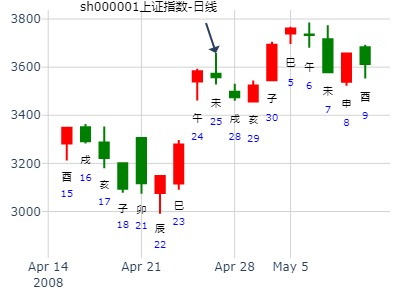 sh000001上证指数-日线
3800
3600
3400
3200
3000
酉
15
戌
16
亥
17
子
18
卯
21
辰
22
巳
23
午
24
未
25
戌
28
亥
29
子
30
巳
5
午
6
未
7
申
8
酉
9
Apr 14
2008
Apr 21
Apr 28
May 5